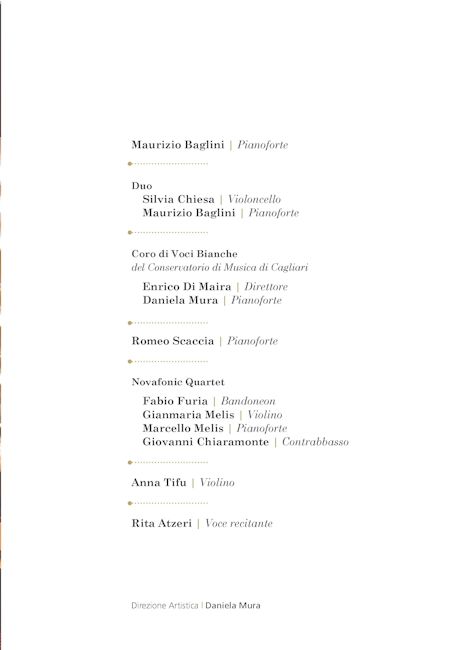 Maurizio Baglini | Pianoforte
Duo
Silvia Chiesa | Violoncello
Maurizio Baglini | Pianoforte
Coro di Voci Bianche
del Conservatorio di Musica di Cagliari
Enrico Di Maira | Direttore
Daniela Mura | Pianoforte
Romeo Scaccia | Pianoforte
Novafonic Quartet
Fabio Furia | Bandoneon
Gianmaria Melis | Violino
Marcello Melis | Pianoforte
Giovanni Chiaramonte | Contrabbasso
Anna Tifu | Violino
Rita Atzeri | Voce recitante
Direzione Artistica | Daniela Mura